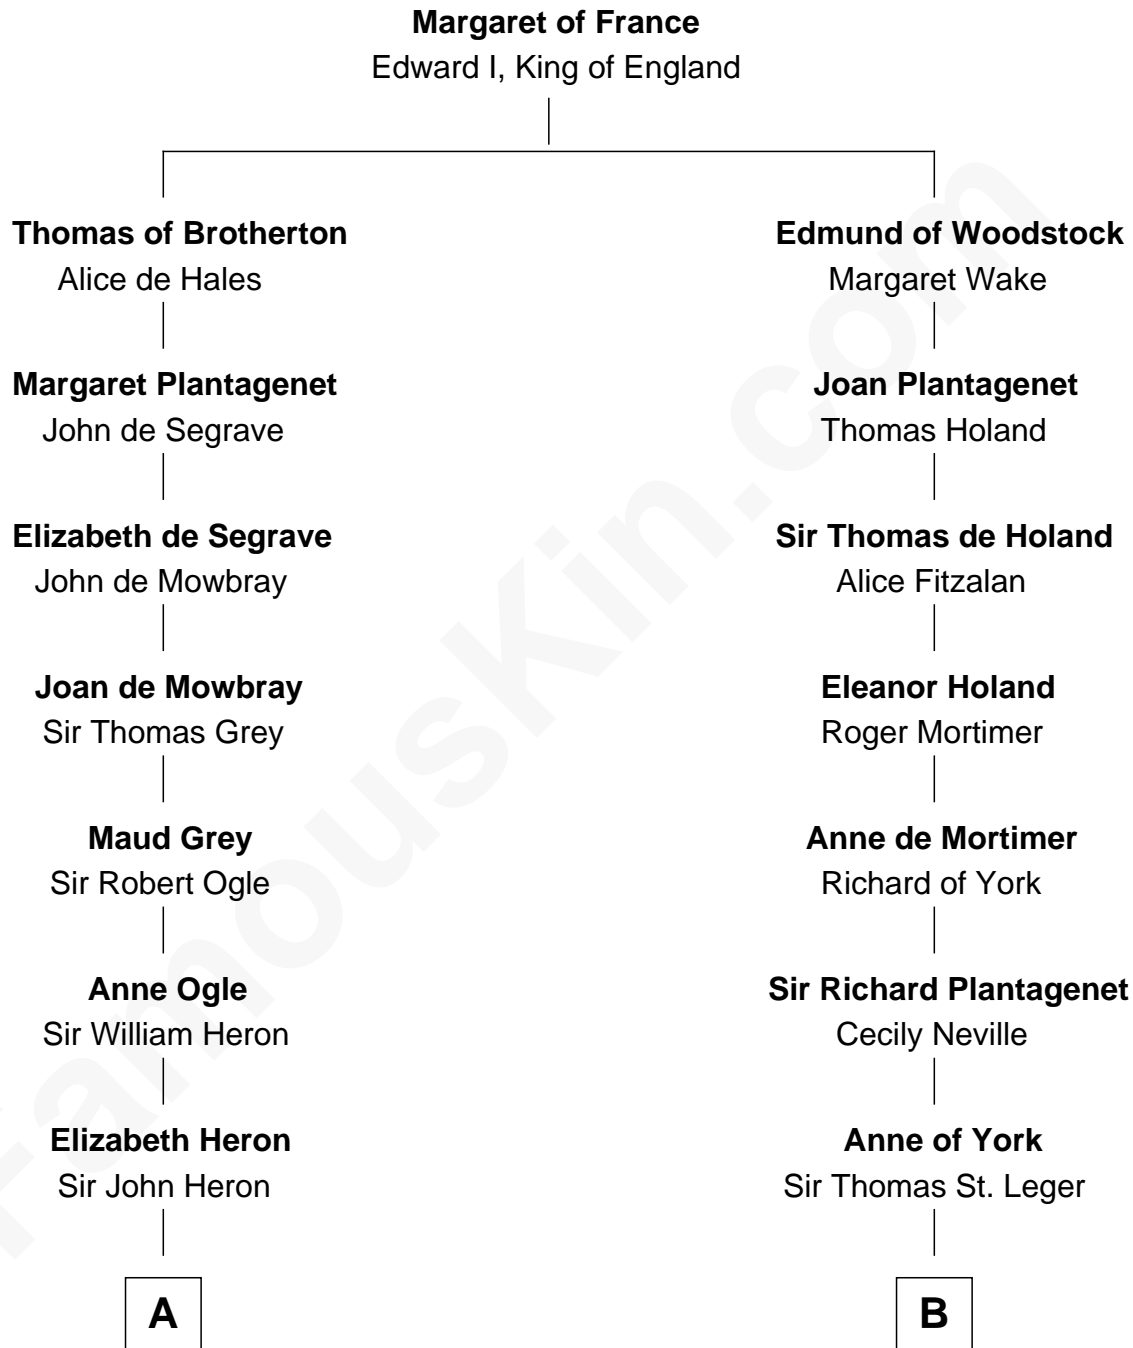 Margaret of France
Edward I, King of England
Thomas of Brotherton
Alice de Hales
Margaret Plantagenet
John de Segrave
Elizabeth de Segrave
John de Mowbray
Joan de Mowbray
Sir Thomas Grey
Maud Grey
Sir Robert Ogle
Anne Ogle
Sir William Heron
Elizabeth Heron
Sir John Heron
A
Edmund of Woodstock
Margaret Wake
Joan Plantagenet
Thomas Holand
Sir Thomas de Holand
Alice Fitzalan
Eleanor Holand
Roger Mortimer
Anne de Mortimer
Richard of York
Sir Richard Plantagenet
Cecily Neville
Anne of York
Sir Thomas St. Leger
B
FamousKin.com